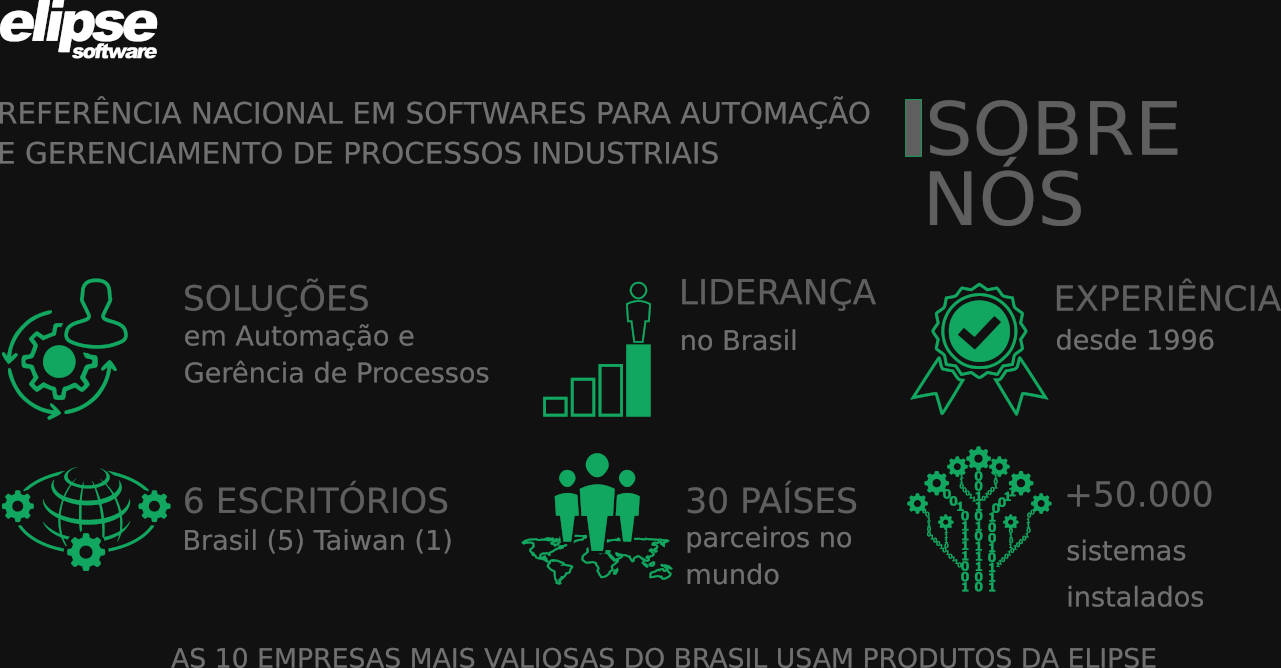 elipse
software
REFERÊNCIA NACIONAL EM SOFTWARES PARA AUTOMAÇÃO
E GERENCIAMENTO DE PROCESSOS INDUSTRIAIS
SOBRE
NÓS
SOLUÇÕES
em Automação e
Gerência de Processos
LIDERANÇA
no Brasil
EXPERIÊNCIA
desde 1996
6 ESCRITÓRIOS
Brasil (5) Taiwan (1)
30 PAÍSES
parceiros no
mundo
+50.000
sistemas
instalados
AS 10 EMPRESAS MAIS VALIOSAS DO BRASIL USAM PRODUTOS DA ELIPSE